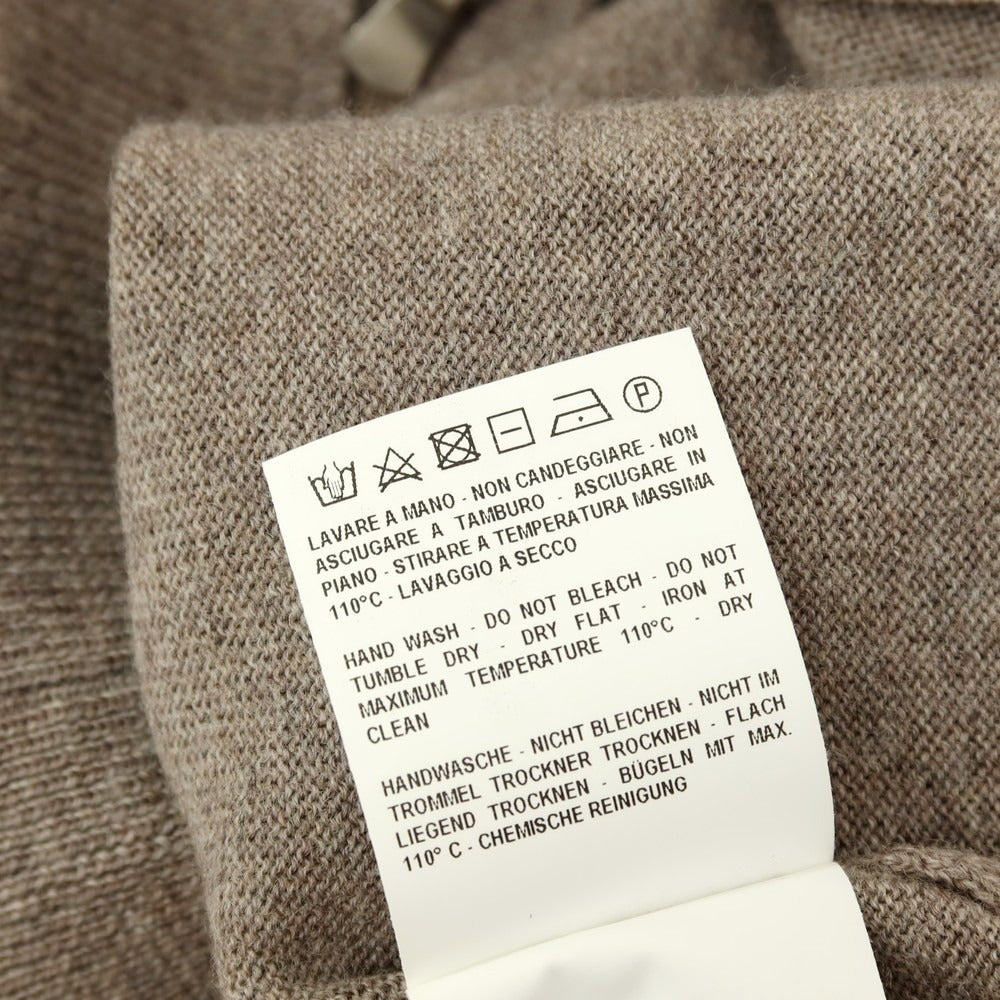 P
LAVARE A MANO - NON CANDEGGIARE - NON
ASCIUGARE A TAMBURO - ASCIUGARE IN
PIANO - STIRARE A TEMPERATURA MASSIMA
110°C - LAVAGGIO A SECCO
HAND WASH - DO NOT BLEACH - DO NOT
TUMBLE DRY - DRY FLAT - IRON AT
MAXIMUM TEMPERATURE 110°C - DRY
CLEAN
HANDWASCHE - NICHT BLEICHEN - NICHT IM
TROMMEL TROCKNER TROCKNEN - FLACH
LIEGEND TROCKNEN - BÜGELN MIT MAX.
110° C - CHEMISCHE REINIGUNG